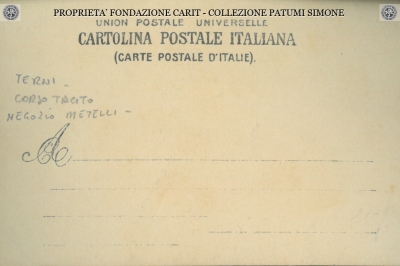 PROPRIETA' FONDAZIONE CARIT - COLLEZIONE PATUMI SIMONE
UNION POSTALE UNIVERSELLE
CARTOLINA POSTALE ITALIANA
(CARTE POSTALE D'ITALIE).
TERNI -
CORSO TACITO
NEGOZIO METELLI -
A